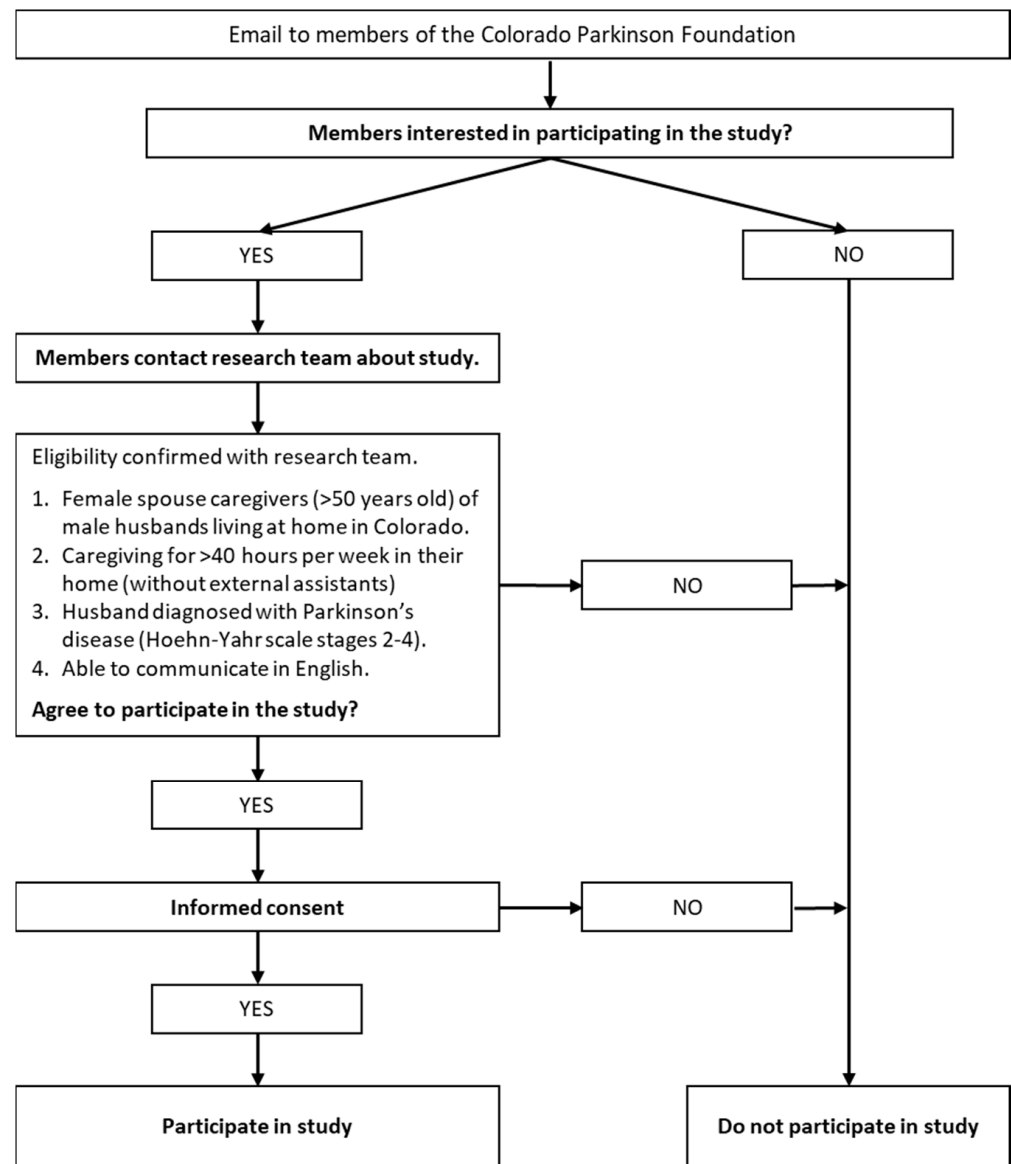 Email to members of the Colorado Parkinson Foundation
Members interested in participating in the study?
YES
NO
Members contact research team about study.
Eligibility confirmed with research team.
1. Female spouse caregivers (>50 years old) of
male husbands living at home in Colorado.
2. Caregiving for >40 hours per week in their
home (without external assistants)
3. Husband diagnosed with Parkinson’s
disease (Hoehn-Yahr scale stages 2-4).
4. Able to communicate in English.
Agree to participate in the study?
NO
YES
Informed consent
NO
YES
Participate in study
Do not participate in study